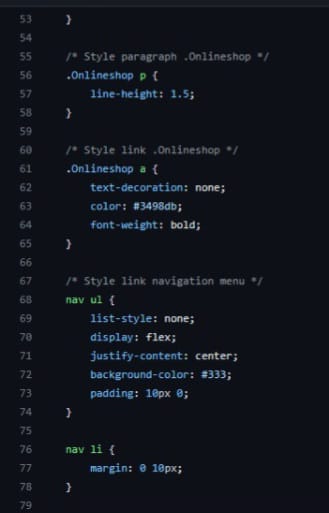 53 }
54
55 /* Style paragraph .Onlineshop */
56 .Onlineshop p {
57 line-height: 1.5;
58 }
59
60 /* Style link .Onlineshop */
61 .Onlineshop a {
62 text-decoration: none;
63 color: #3498db;
64 font-weight: bold;
65 }
66
67 /* Style link navigation menu */
68 nav ul {
69 list-style: none;
70 display: flex;
71 justify-content: center;
72 background-color: #333;
73 padding: 10px 0;
74 }
75
76 nav li {
77 margin: 0 10px;
78 }
79